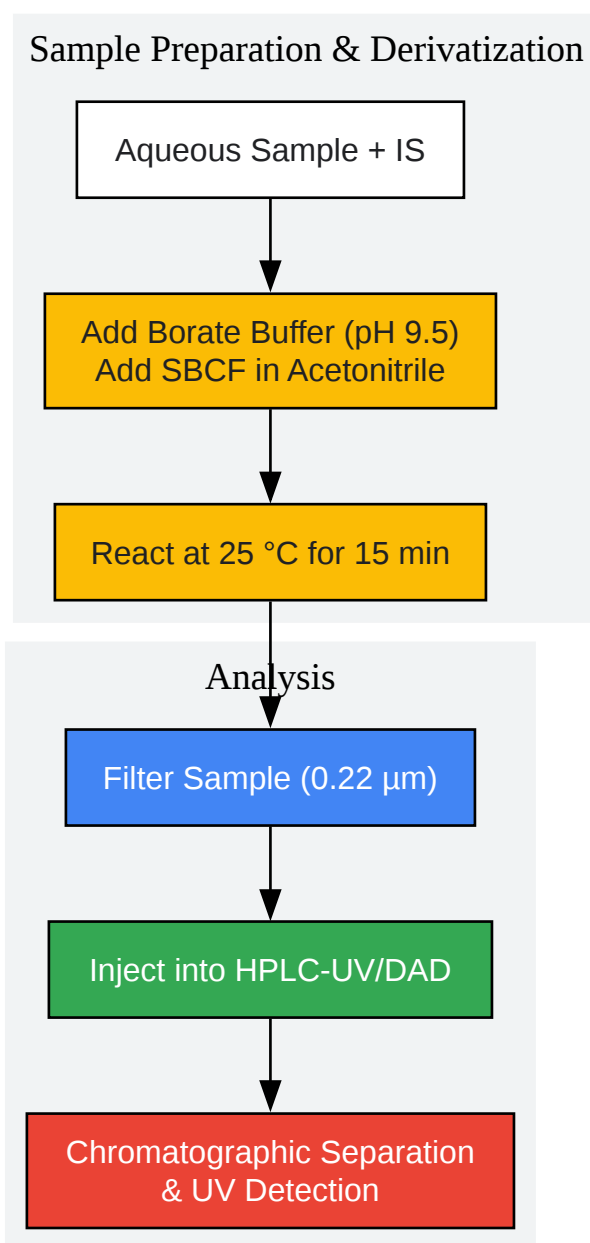 Sample Preparation & Derivatization
Aqueous Sample + IS
Add Borate Buffer (pH 9.5)
Add SBCF in Acetonitrile
React at 25 °C for 15 min
Analysis
Filter Sample (0.22 µm)
Inject into HPLC-UV/DAD
Chromatographic Separation
& UV Detection